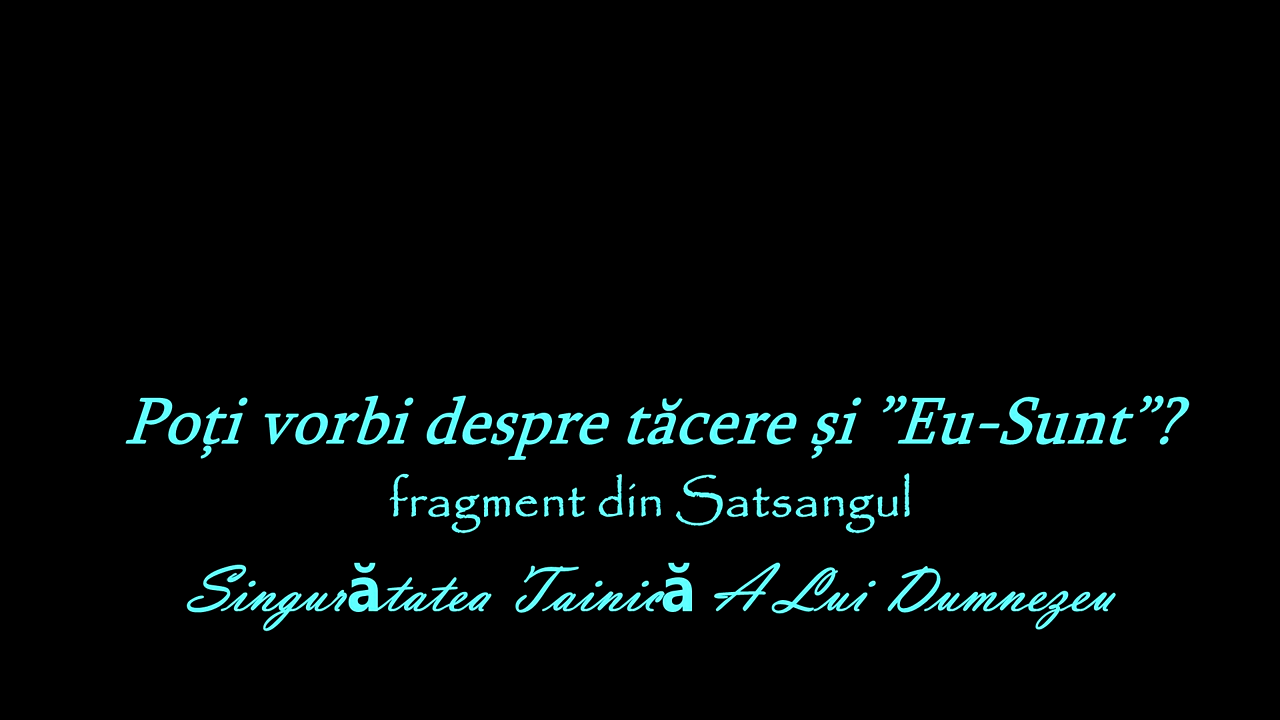 Poți vorbi despre tăcere și ”Eu-Sunt”?
fragment din Satsangul
Singurătatea Tainică A Lui Dumnezeu